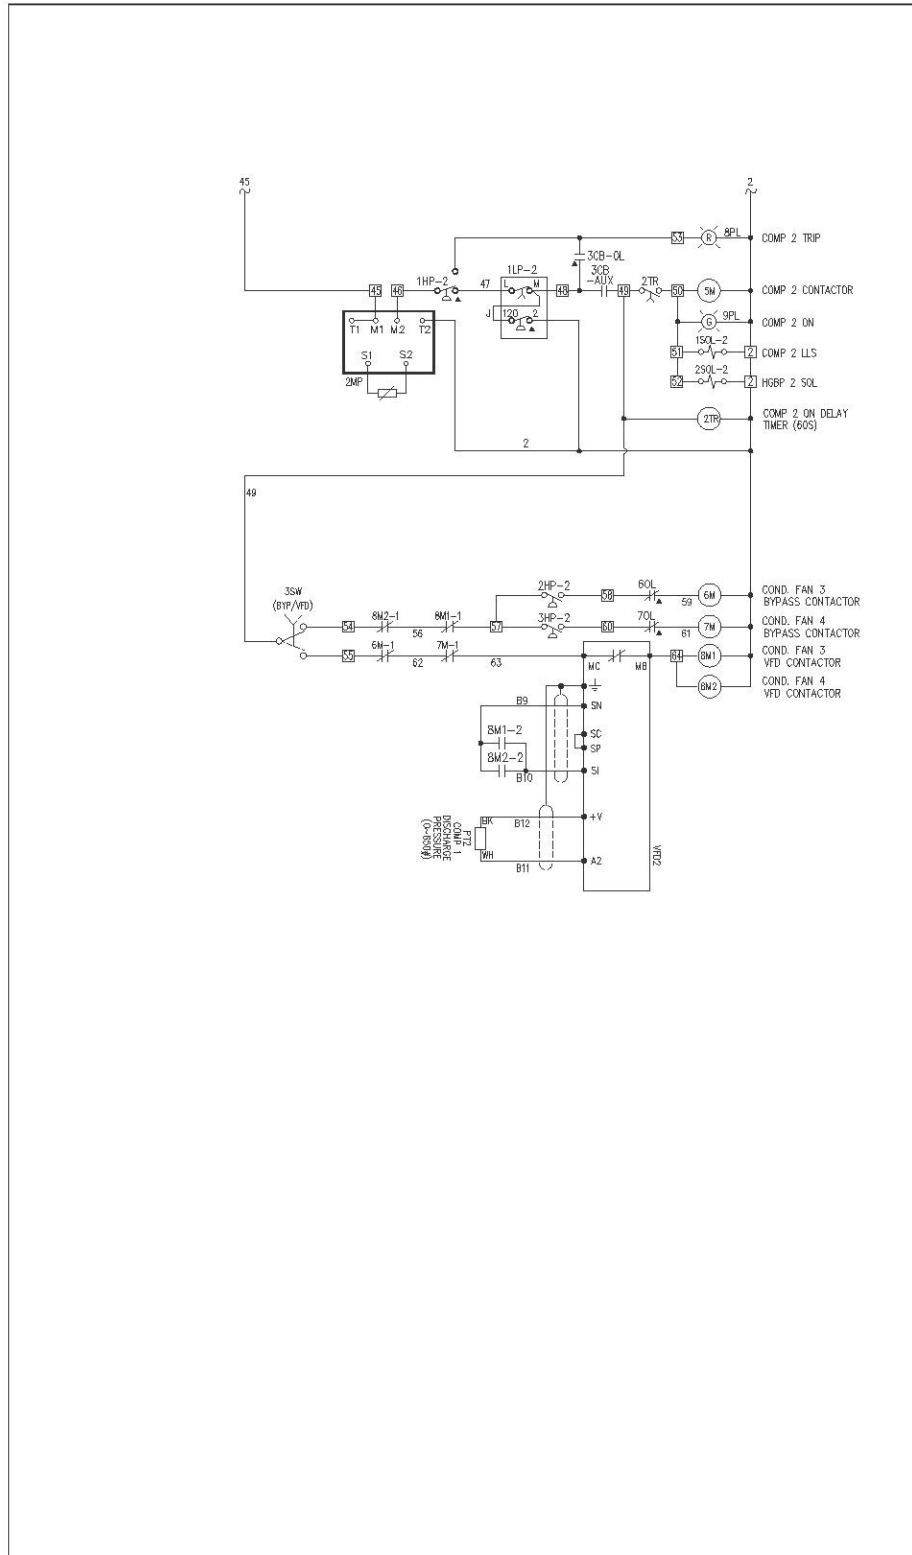 45
2
53
R
8PL
COMP 2 TRIP
3CB-OL
1LP-2
3CB
-AUX
1HP-2
47
L
M
48
49
2TR
50
5M
COMP 2 CONTACTOR
45
46
J
120
2
G
9PL
COMP 2 ON
T1
M1
M2
T2
1SOL-2
51
2
COMP 2 LLS
S1
S2
2SOL-2
52
2
HGBP 2 SOL
2MP
2TR
COMP 2 ON DELAY
TIMER (60S)
2
49
3SW
(BYP/VFD)
2HP-2
58
6OL
59
6M
COND. FAN 3
BYPASS CONTACTOR
54
8M2-1
56
8M1-1
57
3HP-2
60
7OL
61
7M
COND. FAN 4
BYPASS CONTACTOR
55
6M-1
62
7M-1
63
MC
MB
64
8M1
COND. FAN 3
VFD CONTACTOR
8M2
COND. FAN 4
VFD CONTACTOR
B9
SN
8M1-2
SC
8M2-2
SP
B10
SI
BK
B12
+V
PT2
COMP 1
DISCHARGE
PRESSURE
WH
B11
A2
VFD2